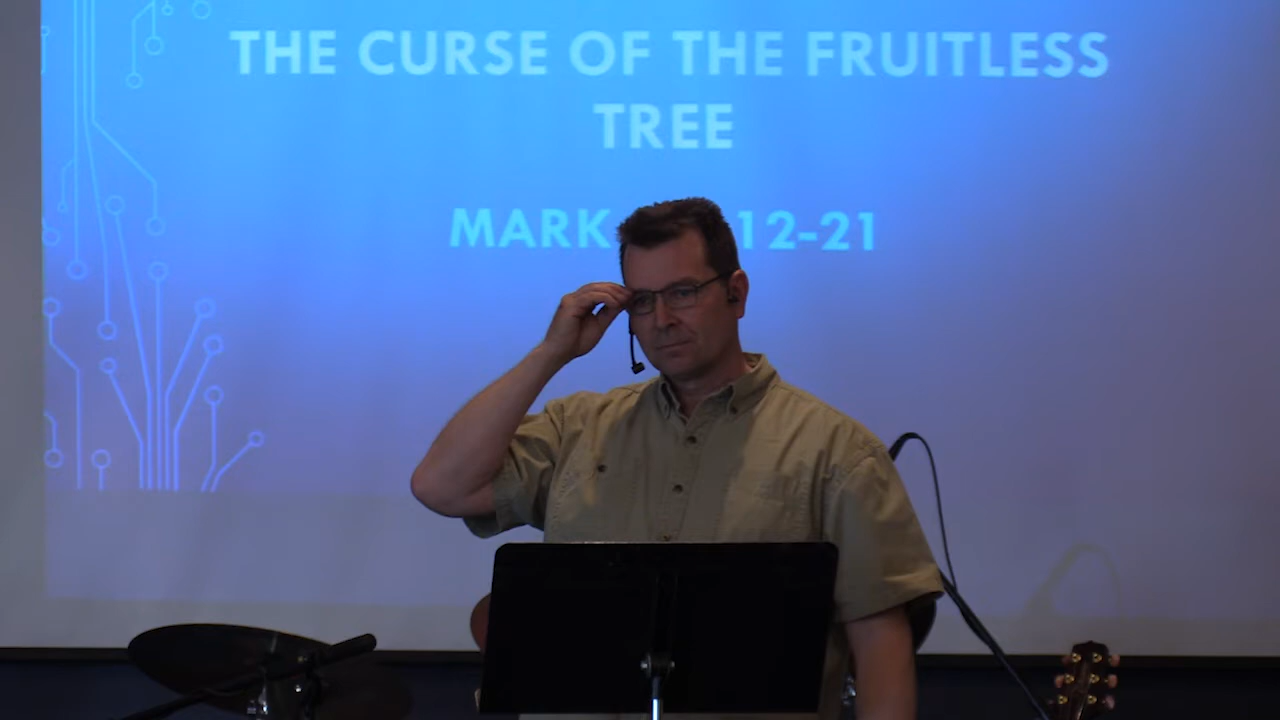 THE CURSE OF THE FRUITLESS
TREE
MARK 12-21